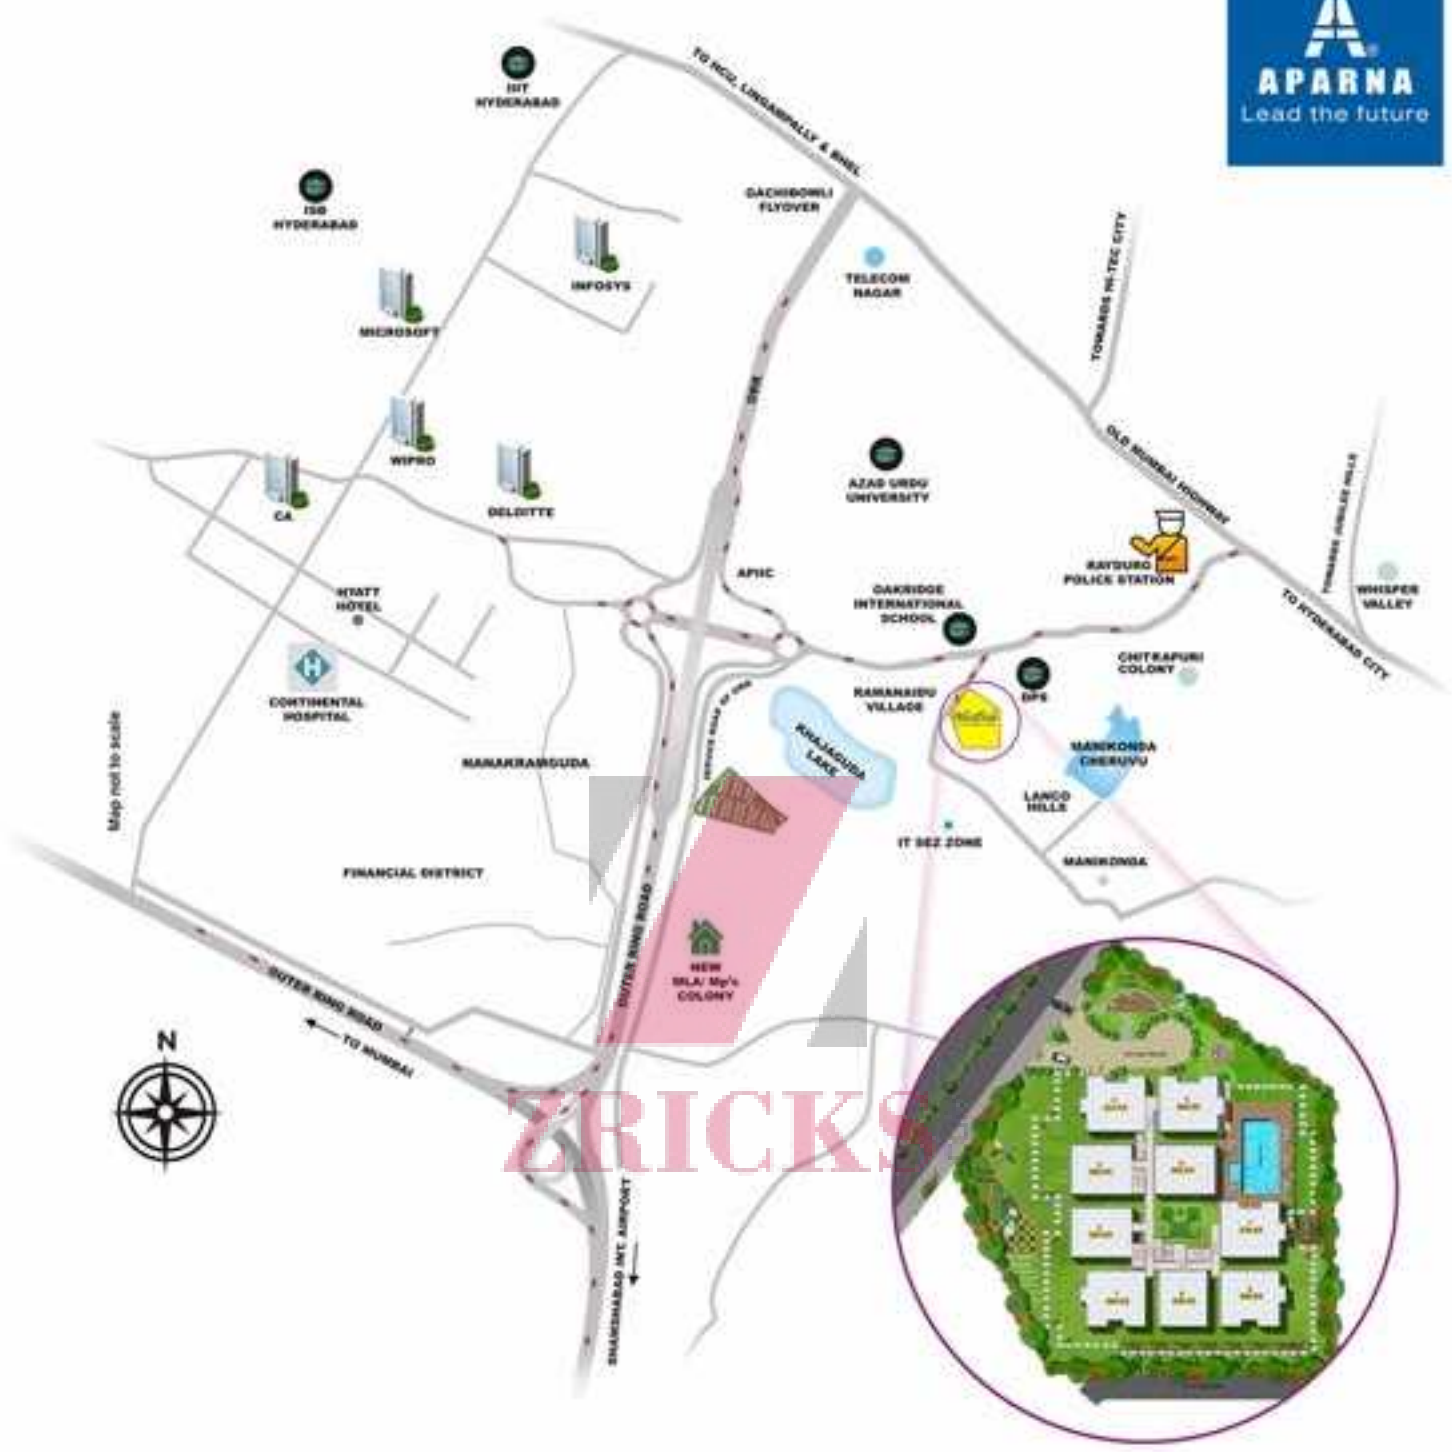 APARNA
Lead the future
IIIT
HYDERABAD
TO HCU, LINGAMPALLY & BHEL
ISB
HYDERABAD
GACHIBOWLI
FLYOVER
INFOSYS
TELECOM
NAGAR
TOWARDS HI-TEC CITY
MICROSOFT
ORR
WIPRO
OLD MUMBAI HIGHWAY
CA
DELOITTE
AZAD URDU
UNIVERSITY
TOWARDS JUBILEE HILLS
APIIC
RAYDURG
POLICE STATION
HYATT
HOTEL
OAKRIDGE
INTERNATIONAL
SCHOOL
WHISPER
VALLEY
TO HYDERABAD CITY
CHITRAPURI
COLONY
DPS
CONTINENTAL
HOSPITAL
RAMANAIDU
VILLAGE
SERVICE ROAD OF ORR
KHAJAGUDA
LAKE
MANIKONDA
CHERUVU
Map not to scale
NANAKRAMGUDA
LANCO
HILLS
IT SEZ ZONE
MANIKONDA
FINANCIAL DISTRICT
OUTER RING ROAD
NEW
MLA/ Mp's
COLONY
OUTER RING ROAD
TO MUMBAI
N
ZRICKS
SHAMSHABAD INT. AIRPORT